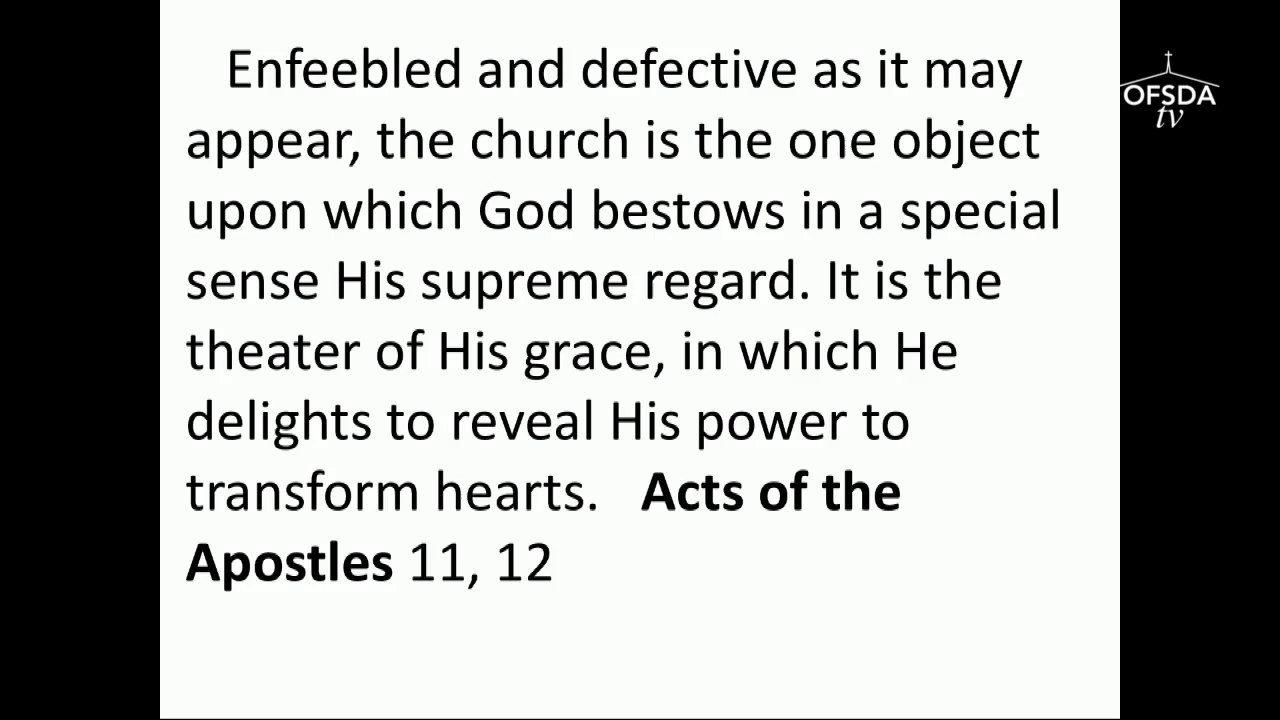 Enfeebled and defective as it may
appear, the church is the one object
upon which God bestows in a special
sense His supreme regard. It is the
theater of His grace, in which He
delights to reveal His power to
transform hearts. Acts of the
Apostles 11, 12
OFSDA
tv